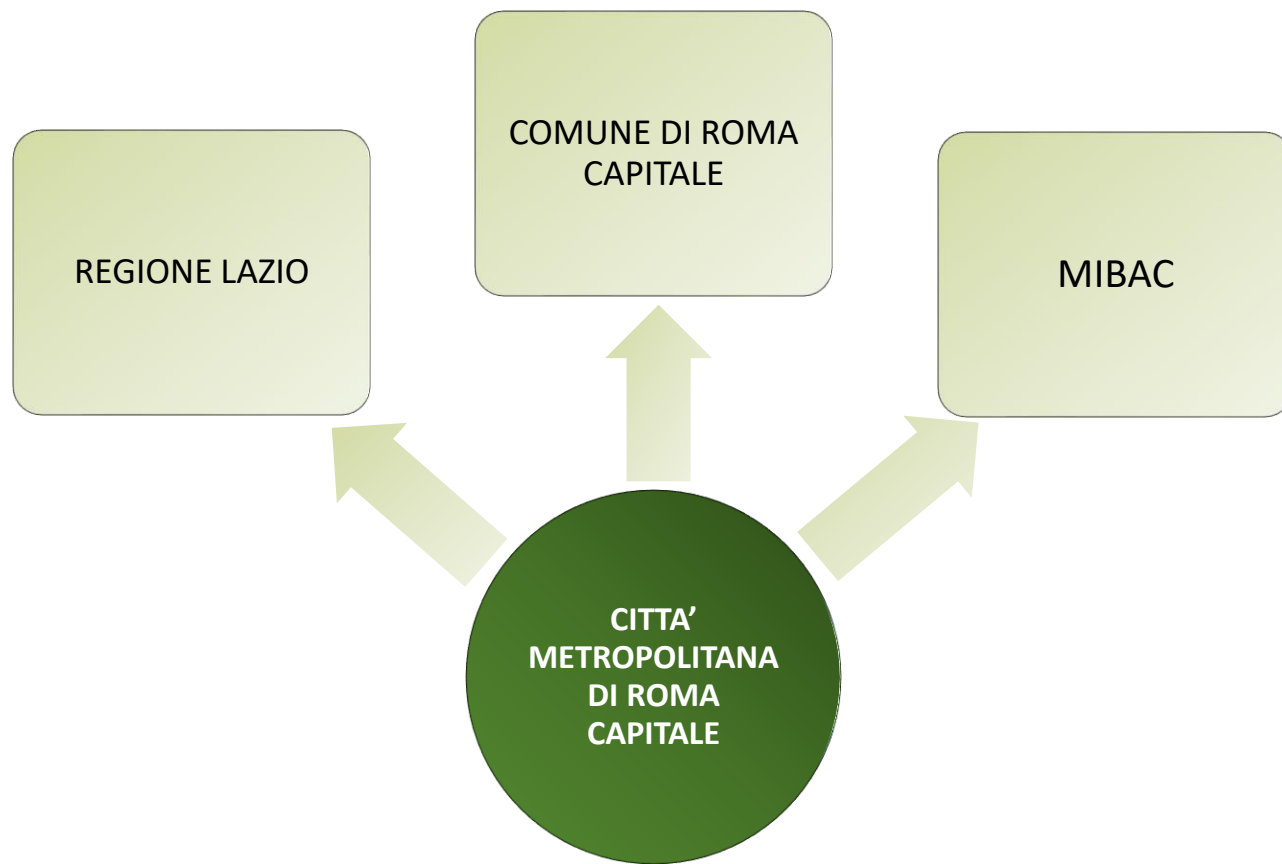 COMUNE DI ROMA
CAPITALE
REGIONE LAZIO
MIBAC
CITTA’
METROPOLITANA
DI ROMA
CAPITALE